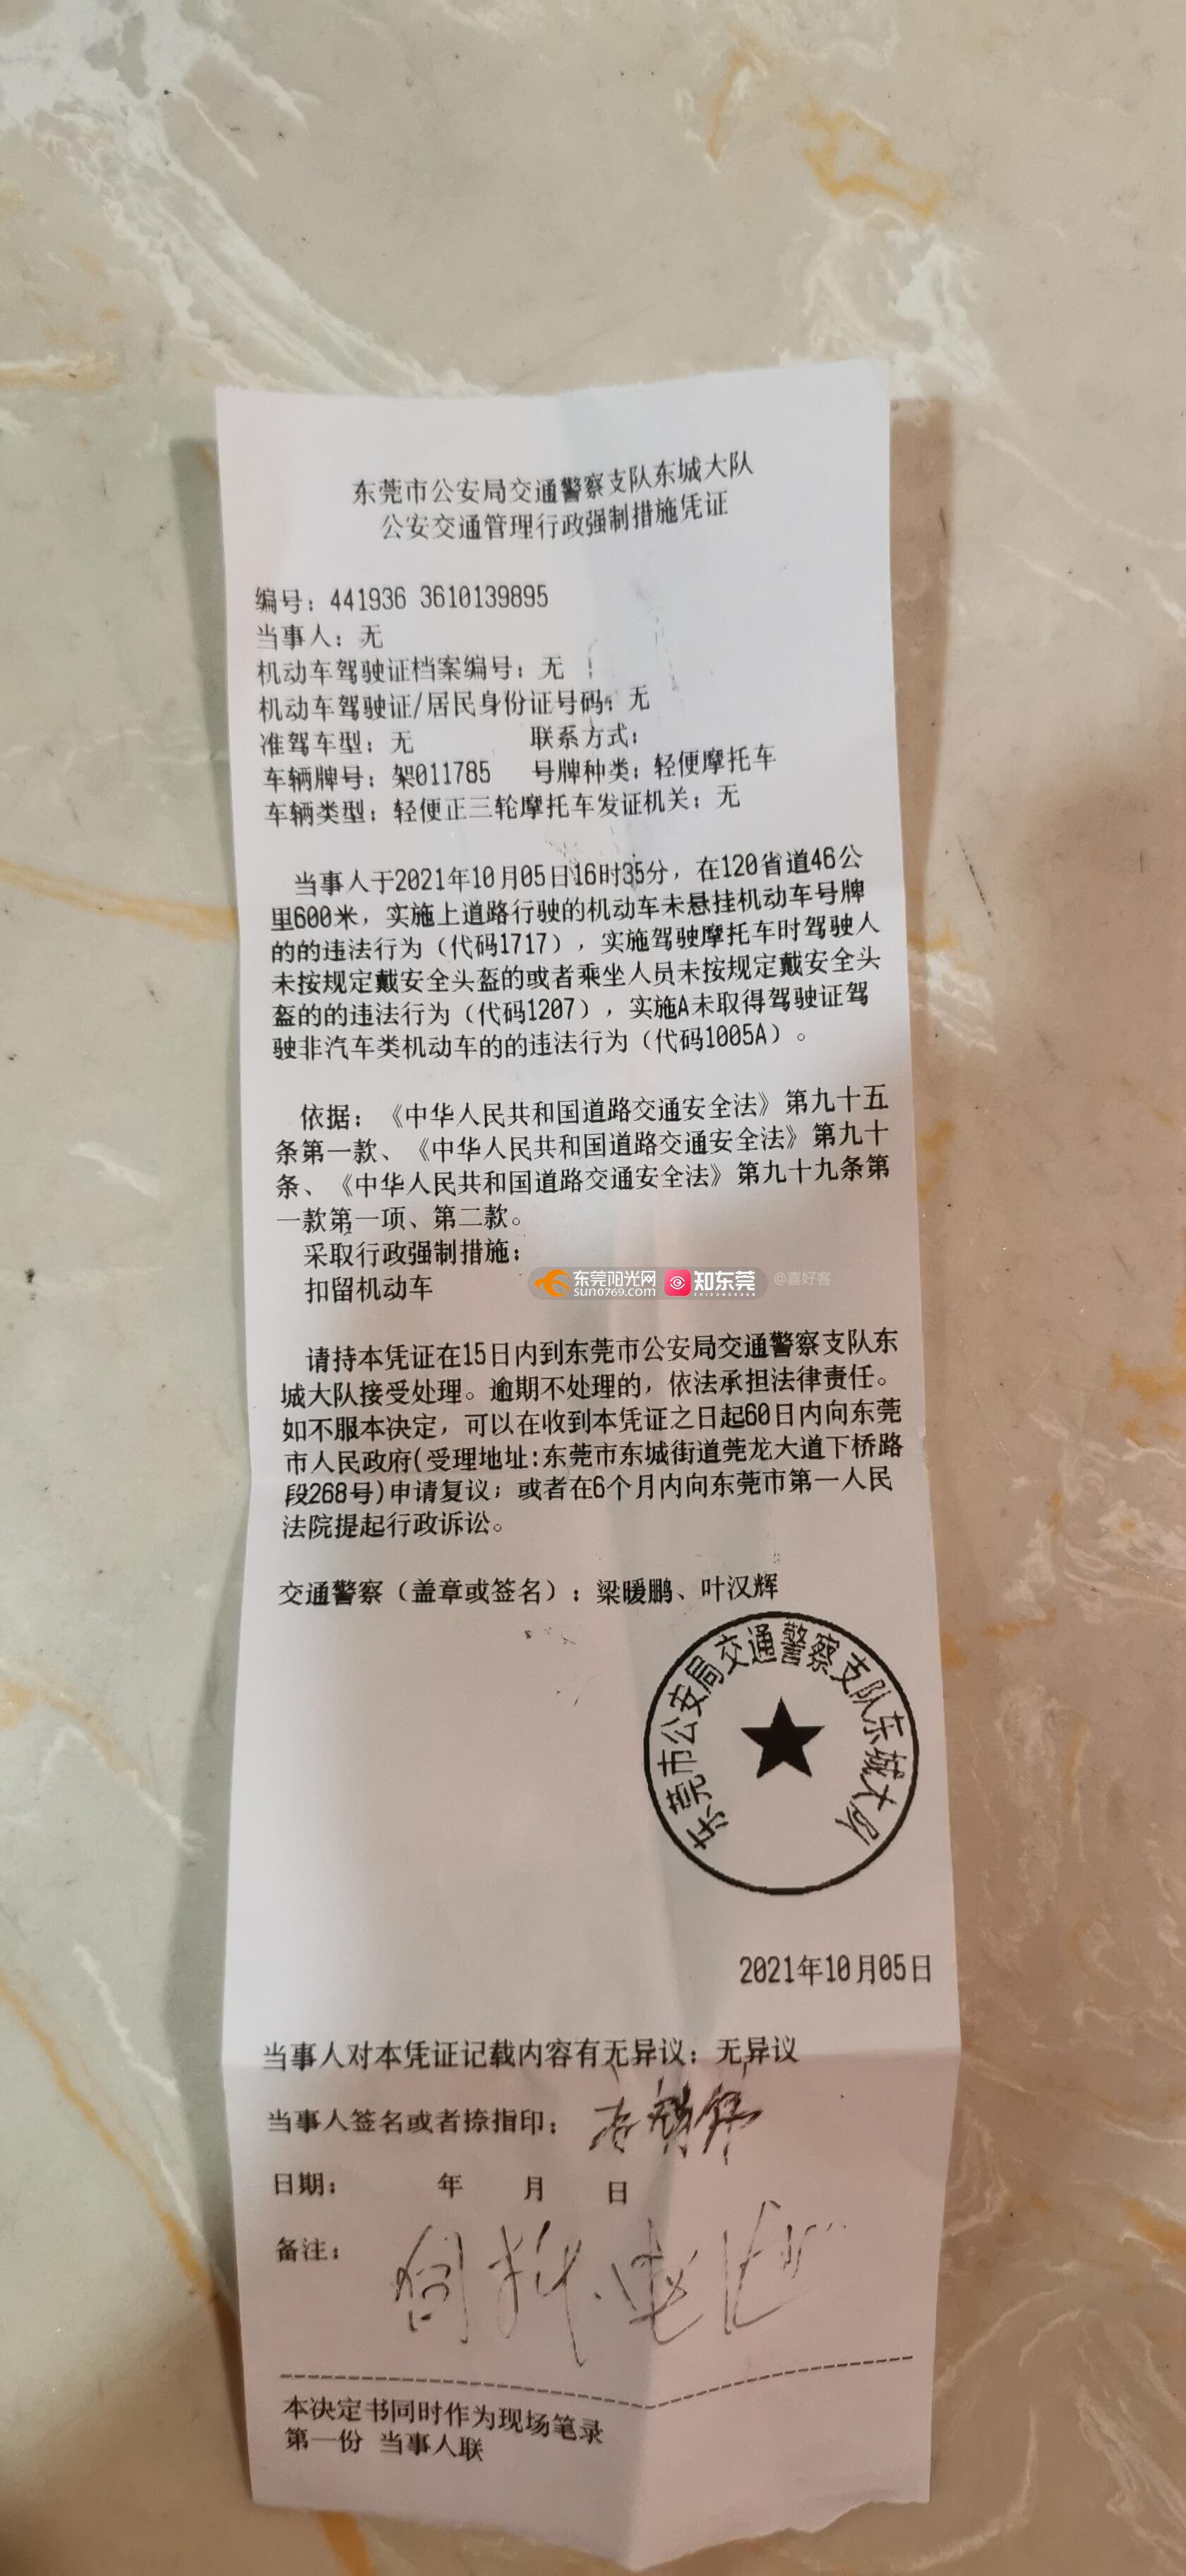 东莞市公安局交通警察支队东城大队
公安交通管理行政强制措施凭证
编号：441936 3610139895
当事人：无
机动车驾驶证档案编号：无
机动车驾驶证/居民身份证号码：无
准驾车型：无 联系方式：
车辆牌号：架011785 号牌种类：轻便摩托车
车辆类型：轻便正三轮摩托车发证机关：无
当事人于2021年10月05日16时35分，在120省道46公
里600米，实施上道路行驶的机动车未悬挂机动车号牌
的的违法行为（代码1717），实施驾驶摩托车时驾驶人
未按规定戴安全头盔的或者乘坐人员未按规定戴安全头
盔的的违法行为（代码1207），实施A未取得驾驶证驾
驶非汽车类机动车的的违法行为（代码1005A）。
依据：《中华人民共和国道路交通安全法》第九十五
条第一款、《中华人民共和国道路交通安全法》第九十
条、《中华人民共和国道路交通安全法》第九十九条第
一款第一项、第二款。
采取行政强制措施：
扣留机动车
东莞阳光网 sun0769.com 知东莞 ZHIDONGGUAN @喜好客
请持本凭证在15日内到东莞市公安局交通警察支队东
城大队接受处理。逾期不处理的，依法承担法律责任。
如不服本决定，可以在收到本凭证之日起60日内向东莞
市人民政府(受理地址:东莞市东城街道莞龙大道下桥路
段268号)申请复议；或者在6个月内向东莞市第一人民
法院提起行政诉讼。
交通警察（盖章或签名）：梁暖鹏、叶汉辉
东莞市公安局交通警察支队东城大队
2021年10月05日
当事人对本凭证记载内容有无异议：无异议
当事人签名或者捺指印：
日期： 年 月 日
备注：
本决定书同时作为现场笔录
第一份 当事人联